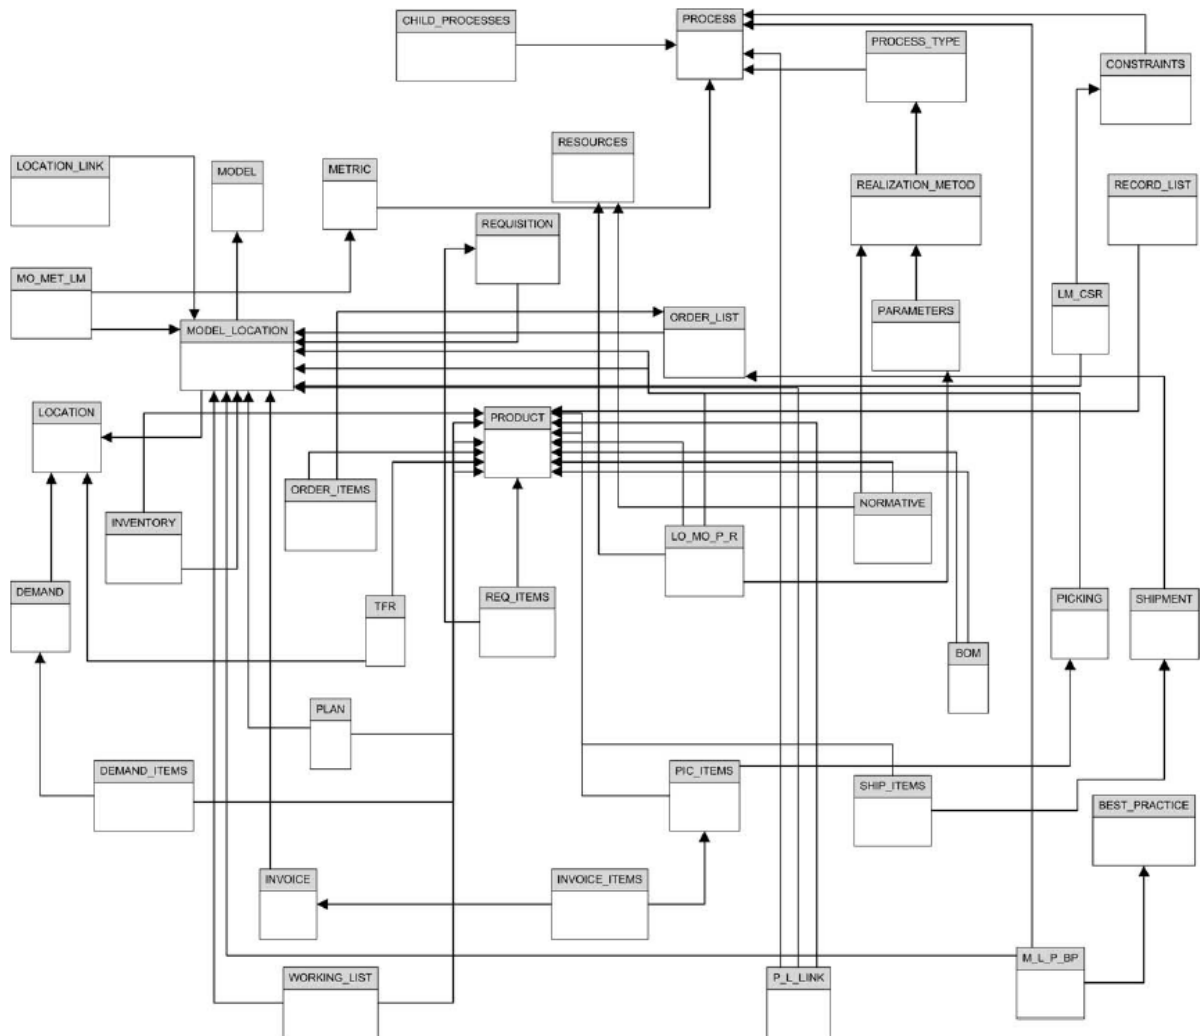 CHILD_PROCESSES
PROCESS
PROCESS_TYPE
CONSTRAINTS
RESOURCES
LOCATION_LINK
MODEL
METRIC
REALIZATION_METOD
RECORD_LIST
REQUISITION
MO_MET_LM
LM_CSR
MODEL_LOCATION
ORDER_LIST
PARAMETERS
LOCATION
PRODUCT
ORDER_ITEMS
NORMATIVE
INVENTORY
LO_MO_P_R
DEMAND
TFR
REQ_ITEMS
PICKING
SHIPMENT
BOM
PLAN
DEMAND_ITEMS
PIC_ITEMS
SHIP_ITEMS
BEST_PRACTICE
INVOICE
INVOICE_ITEMS
M_L_P_BP
WORKING_LIST
P_L_LINK